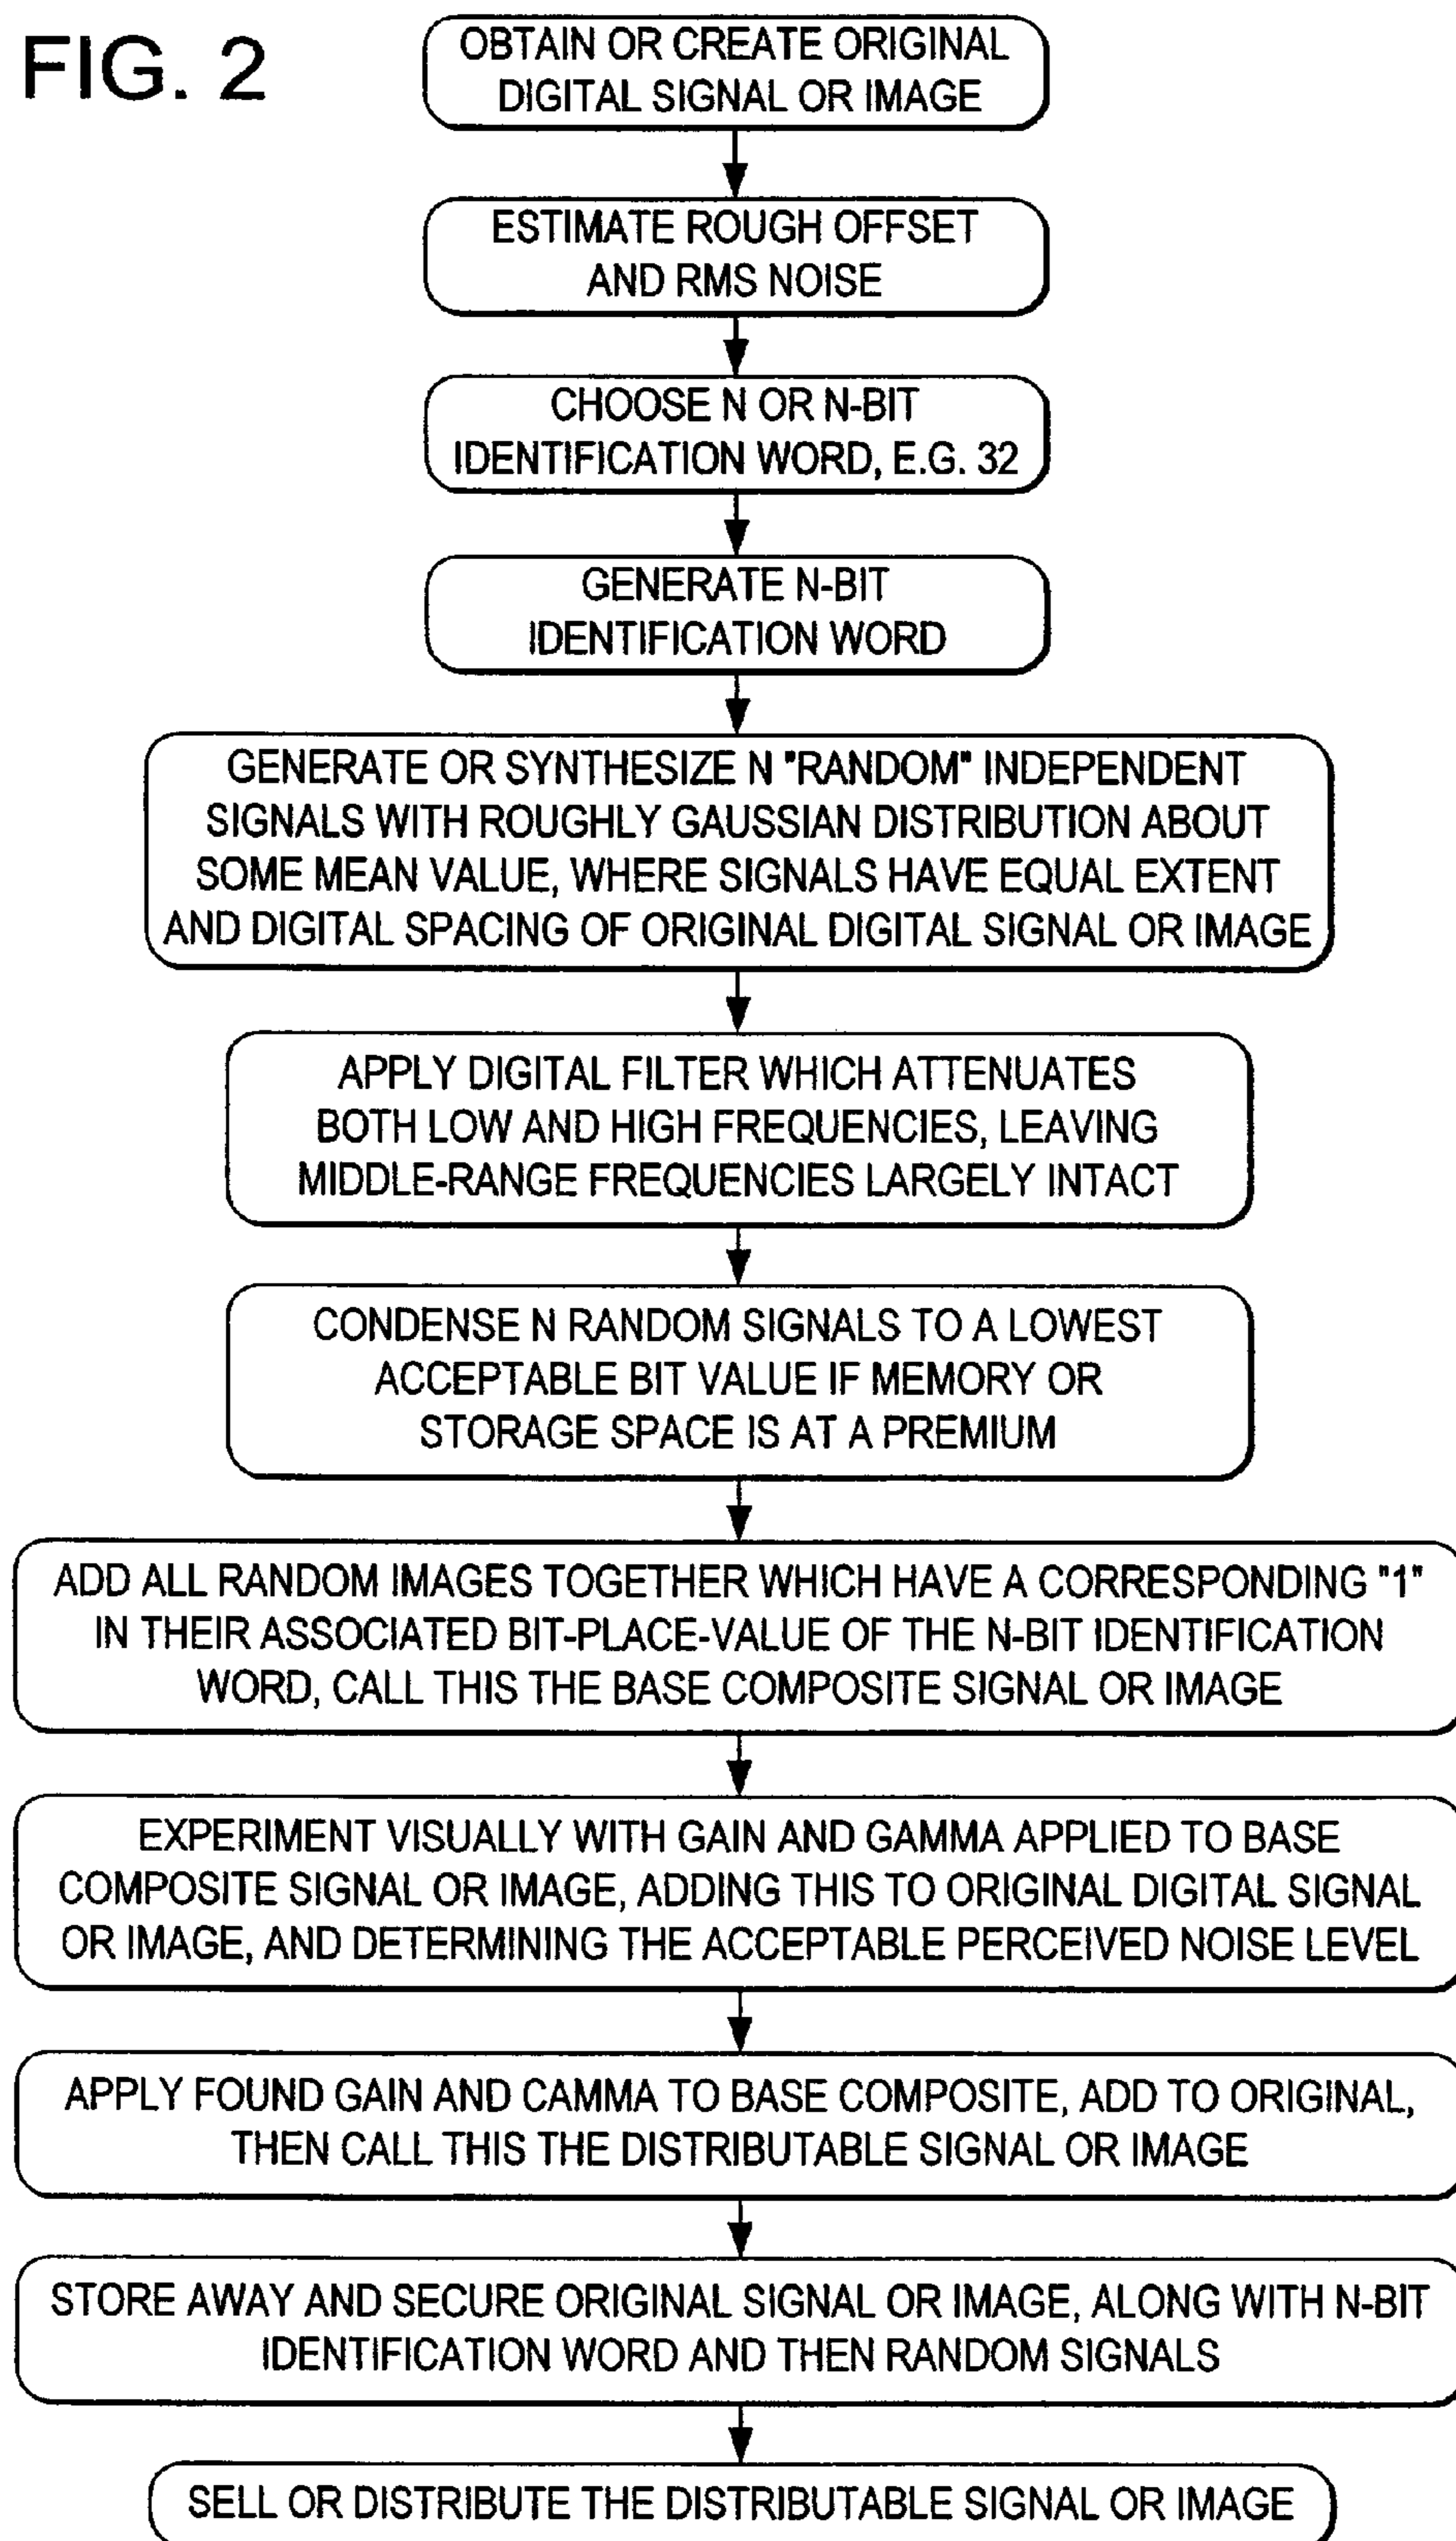 FIG. 2
OBTAIN OR CREATE ORIGINAL
DIGITAL SIGNAL OR IMAGE
ESTIMATE ROUGH OFFSET
AND RMS NOISE
CHOOSE N OR N-BIT
IDENTIFICATION WORD, E.G. 32
GENERATE N-BIT
IDENTIFICATION WORD
GENERATE OR SYNTHESIZE N "RANDOM" INDEPENDENT
SIGNALS WITH ROUGHLY GAUSSIAN DISTRIBUTION ABOUT
SOME MEAN VALUE, WHERE SIGNALS HAVE EQUAL EXTENT
AND DIGITAL SPACING OF ORIGINAL DIGITAL SIGNAL OR IMAGE
APPLY DIGITAL FILTER WHICH ATTENUATES
BOTH LOW AND HIGH FREQUENCIES, LEAVING
MIDDLE-RANGE FREQUENCIES LARGELY INTACT
CONDENSE N RANDOM SIGNALS TO A LOWEST
ACCEPTABLE BIT VALUE IF MEMORY OR
STORAGE SPACE IS AT A PREMIUM
ADD ALL RANDOM IMAGES TOGETHER WHICH HAVE A CORRESPONDING "1"
IN THEIR ASSOCIATED BIT-PLACE-VALUE OF THE N-BIT IDENTIFICATION
WORD, CALL THIS THE BASE COMPOSITE SIGNAL OR IMAGE
EXPERIMENT VISUALLY WITH GAIN AND GAMMA APPLIED TO BASE
COMPOSITE SIGNAL OR IMAGE, ADDING THIS TO ORIGINAL DIGITAL SIGNAL
OR IMAGE, AND DETERMINING THE ACCEPTABLE PERCEIVED NOISE LEVEL
APPLY FOUND GAIN AND CAMMA TO BASE COMPOSITE, ADD TO ORIGINAL,
THEN CALL THIS THE DISTRIBUTABLE SIGNAL OR IMAGE
STORE AWAY AND SECURE ORIGINAL SIGNAL OR IMAGE, ALONG WITH N-BIT
IDENTIFICATION WORD AND THEN RANDOM SIGNALS
SELL OR DISTRIBUTE THE DISTRIBUTABLE SIGNAL OR IMAGE